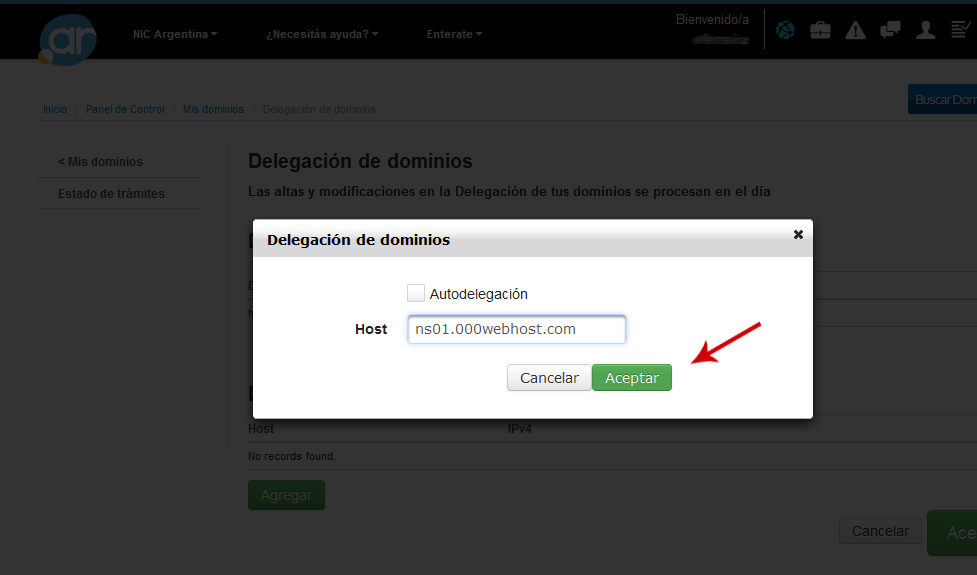 Bienvenido/a
ar NIC Argentina ¿Necesitás ayuda? Enterate
Inicio / Panel de Control / Mis dominios / Delegación de dominios
Buscar Dom
< Mis dominios
Estado de trámites
Delegación de dominios
Las altas y modificaciones en la Delegación de tus dominios se procesan en el día
Delegación de dominios
Autodelegación
Host ns01.000webhost.com
Cancelar Aceptar
Host IPv4
No records found.
Agregar
Cancelar Ace